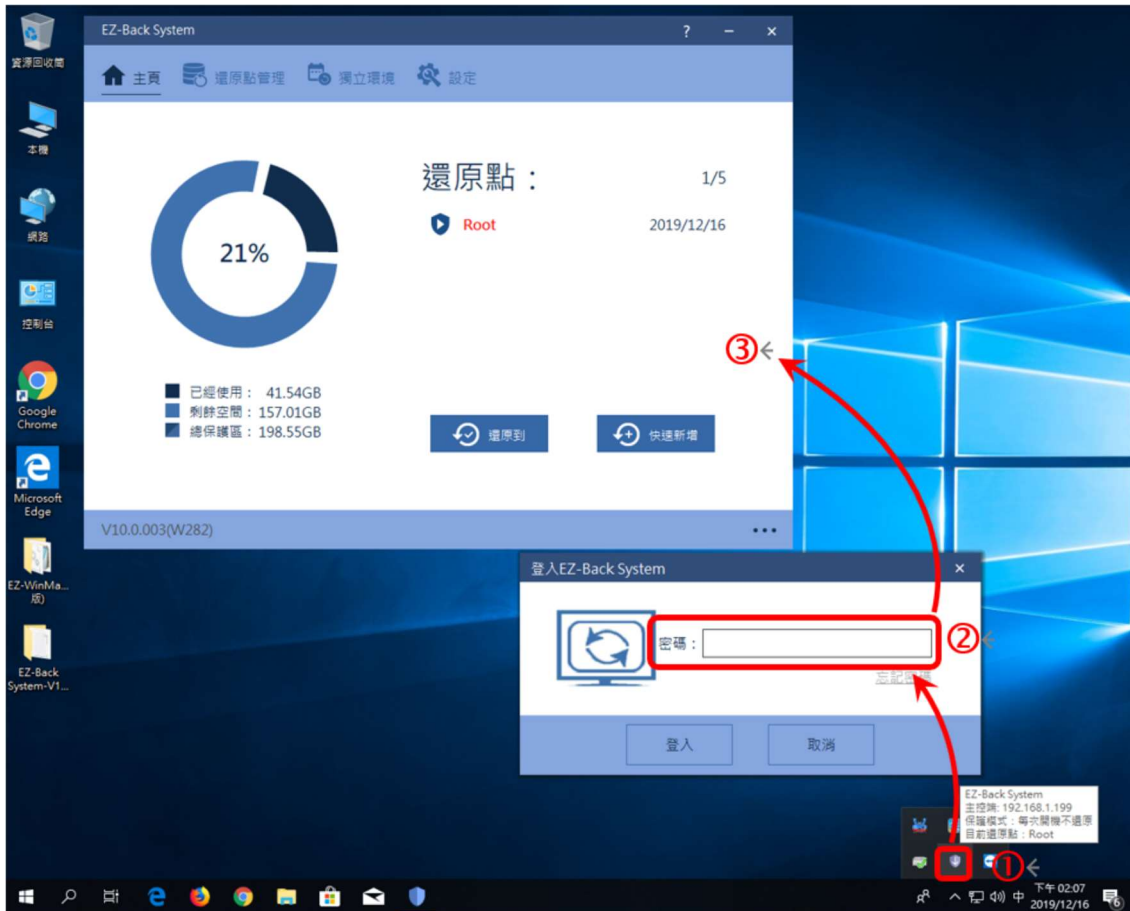 資源回收筒
本機
網路
控制台
Google
Chrome
Microsoft
Edge
EZ-WinMa...
版)
EZ-Back
System-V1...
EZ-Back System
?
主頁
還原點管理
獨立環境
設定
21%
已經使用： 41.54GB
剩餘空間：157.01GB
總保護區：198.55GB
還原點：
1/5
Root
2019/12/16
還原到
快速新增
V10.0.003(W282)
③
登入EZ-Back System
密碼：
②
忘記密碼
登入
取消
EZ-Back System
主控端: 192.168.1.199
保護模式：每次開機不還原
目前還原點：Root
①
中
下午 02:07
2019/12/16
6